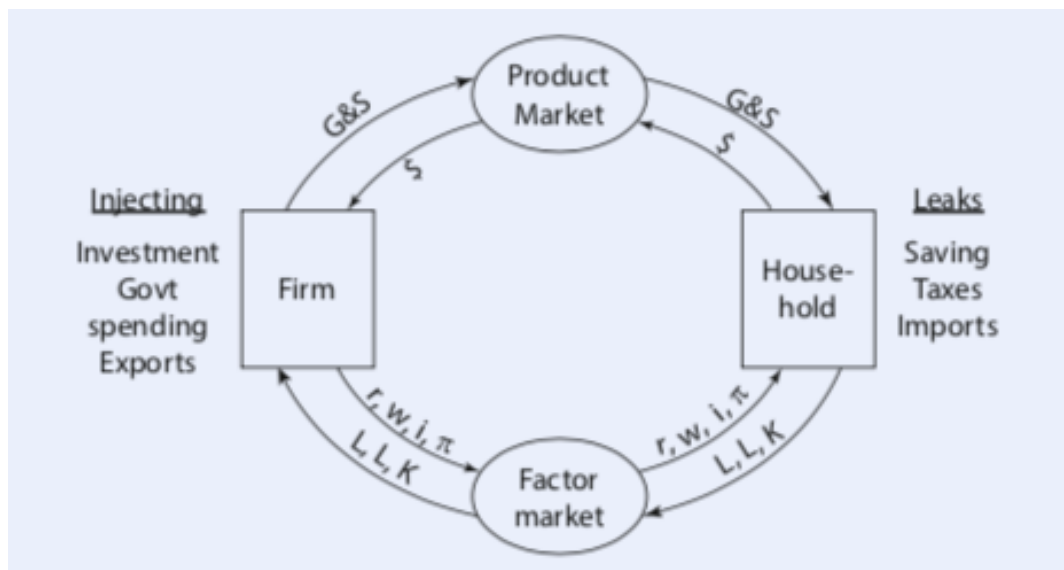 Product
Market
G&S
G&S
$
$
Injecting
Investment
Govt
spending
Exports
Firm
House-
hold
Leaks
Saving
Taxes
Imports
r, w, i, π
L, L, K
r, w, i, π
L, L, K
Factor
market